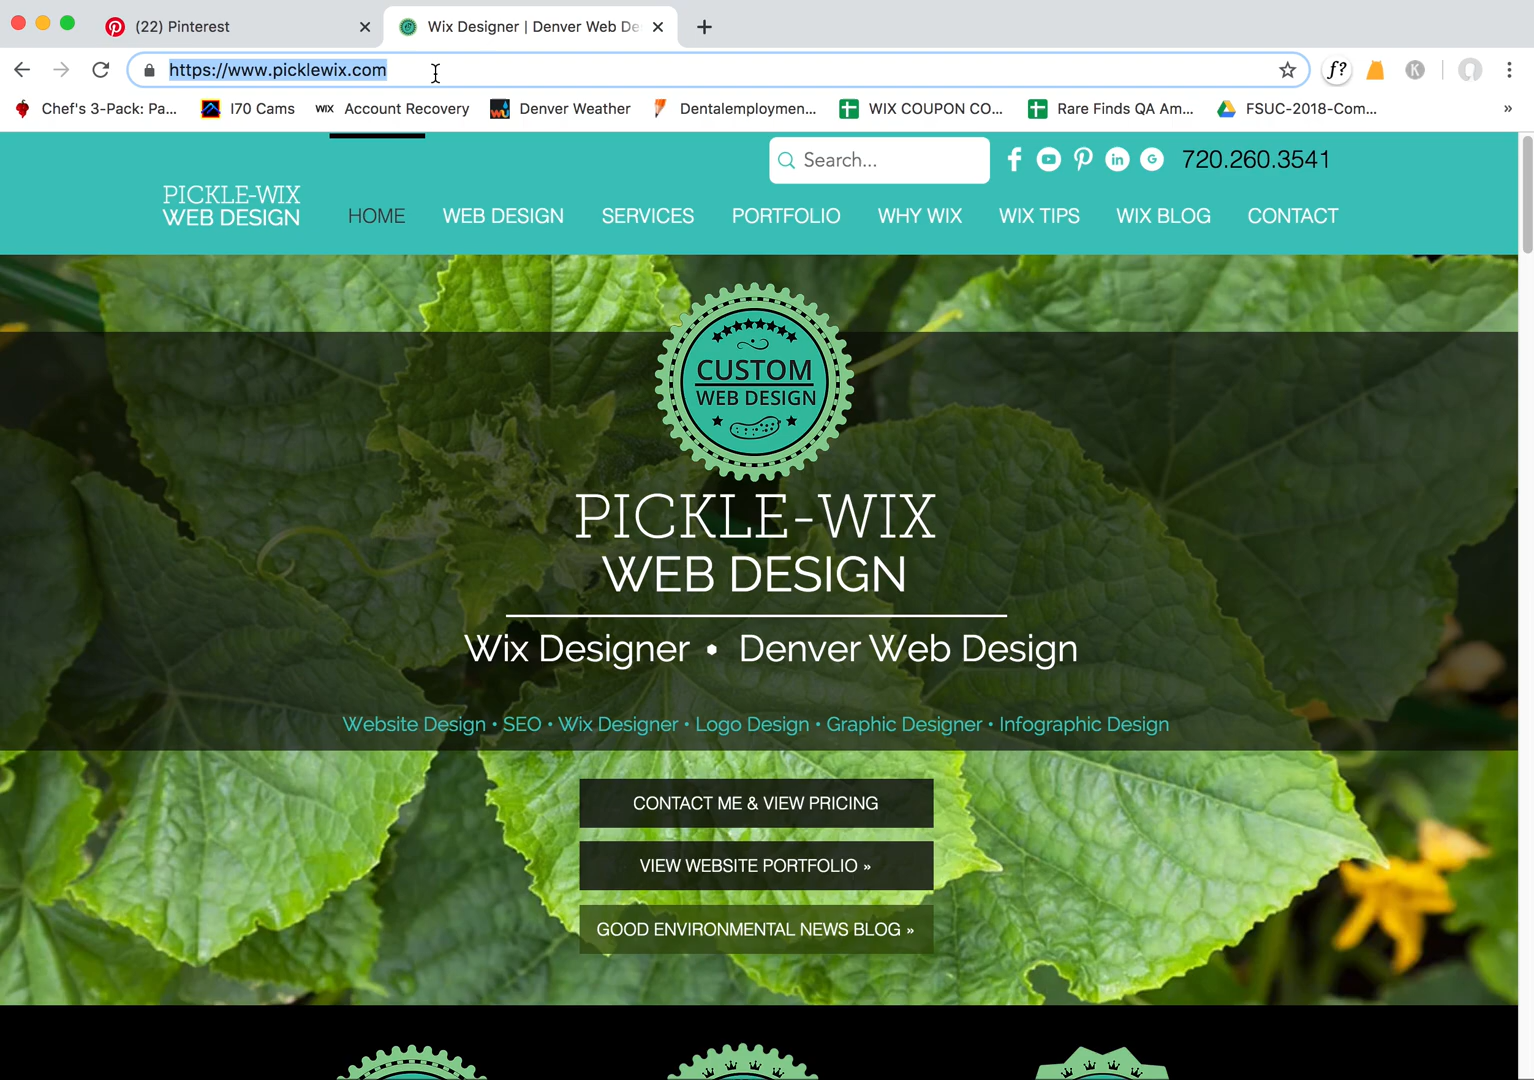 (22) Pinterest
Wix Designer | Denver Web De
https://www.picklewix.com
f?
K
Chef's 3-Pack: Pa...
I70 Cams
WIX Account Recovery
Denver Weather
Dentalemploymen...
WIX COUPON CO...
Rare Finds QA Am...
FSUC-2018-Com...
»
Search...
f
in
G
720.260.3541
PICKLE-WIX
WEB DESIGN
HOME
WEB DESIGN
SERVICES
PORTFOLIO
WHY WIX
WIX TIPS
WIX BLOG
CONTACT
CUSTOM
WEB DESIGN
PICKLE-WIX
WEB DESIGN
Wix Designer • Denver Web Design
Website Design • SEO • Wix Designer • Logo Design • Graphic Designer • Infographic Design
CONTACT ME & VIEW PRICING
VIEW WEBSITE PORTFOLIO »
GOOD ENVIRONMENTAL NEWS BLOG »